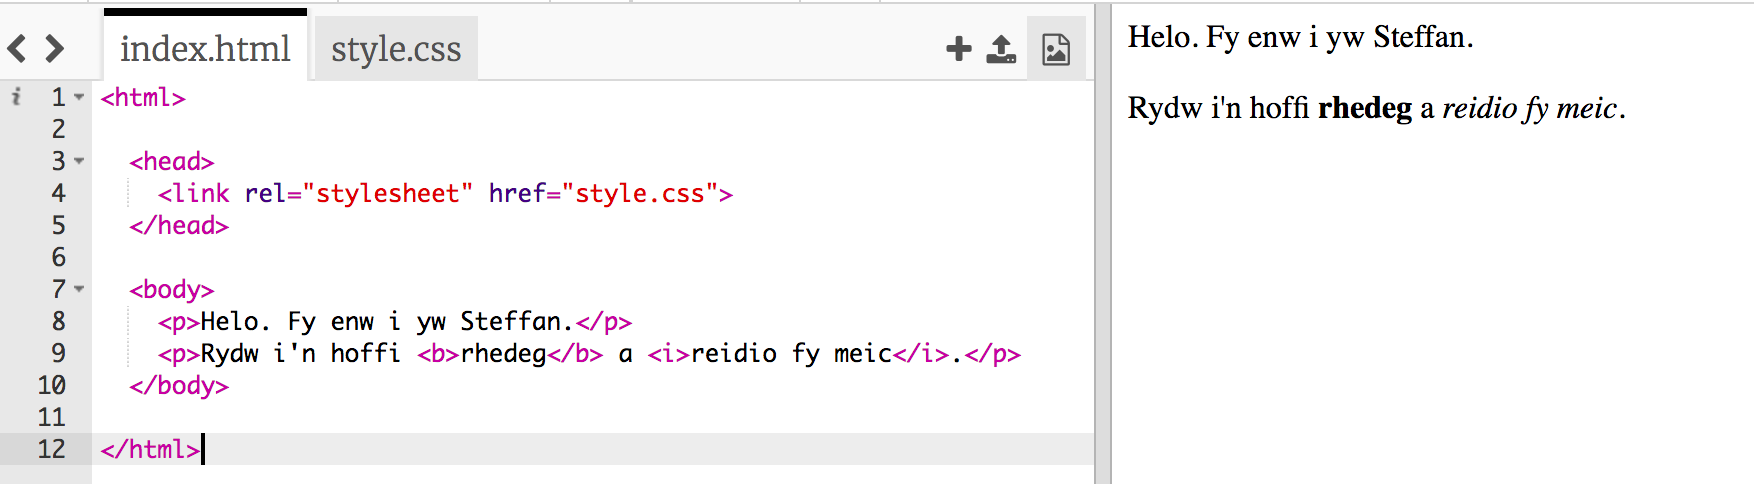 index.html style.css
i 1 <html>
2
3 <head>
4 <link rel="stylesheet" href="style.css">
5 </head>
6
7 <body>
8 <p>Helo. Fy enw i yw Steffan.</p>
9 <p>Rydw i'n hoffi <b>rhedeg</b> a <i>reidio fy meic</i>.</p>
10 </body>
11
12 </html>
Helo. Fy enw i yw Steffan.
Rydw i'n hoffi rhedeg a reidio fy meic.